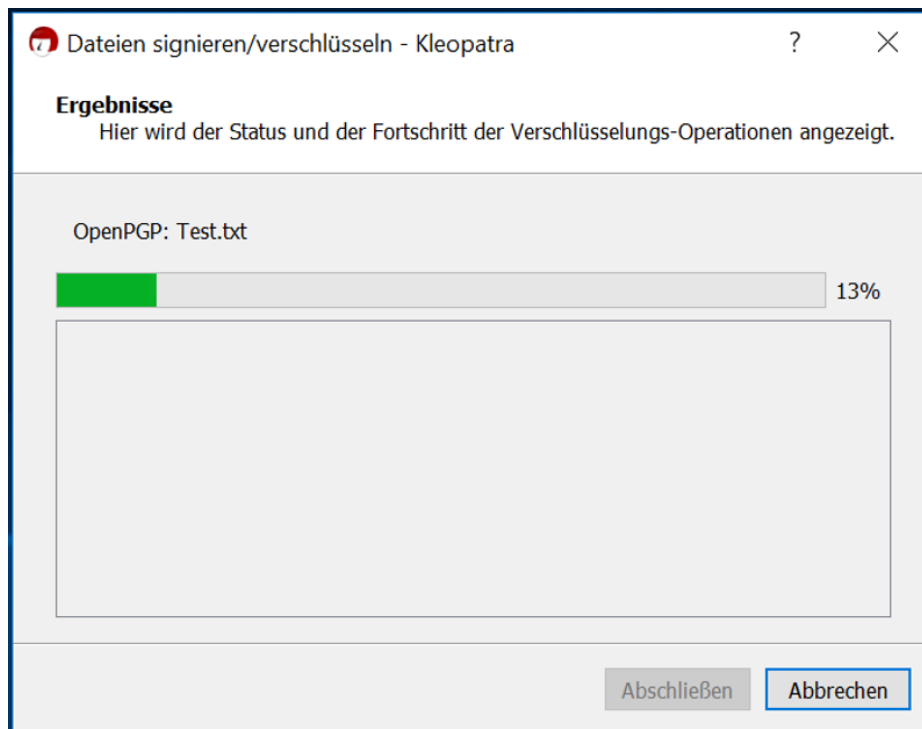 Dateien signieren/verschlüsseln - Kleopatra
?
Ergebnisse
Hier wird der Status und der Fortschritt der Verschlüsselungs-Operationen angezeigt.
OpenPGP: Test.txt
13%
Abschließen
Abbrechen